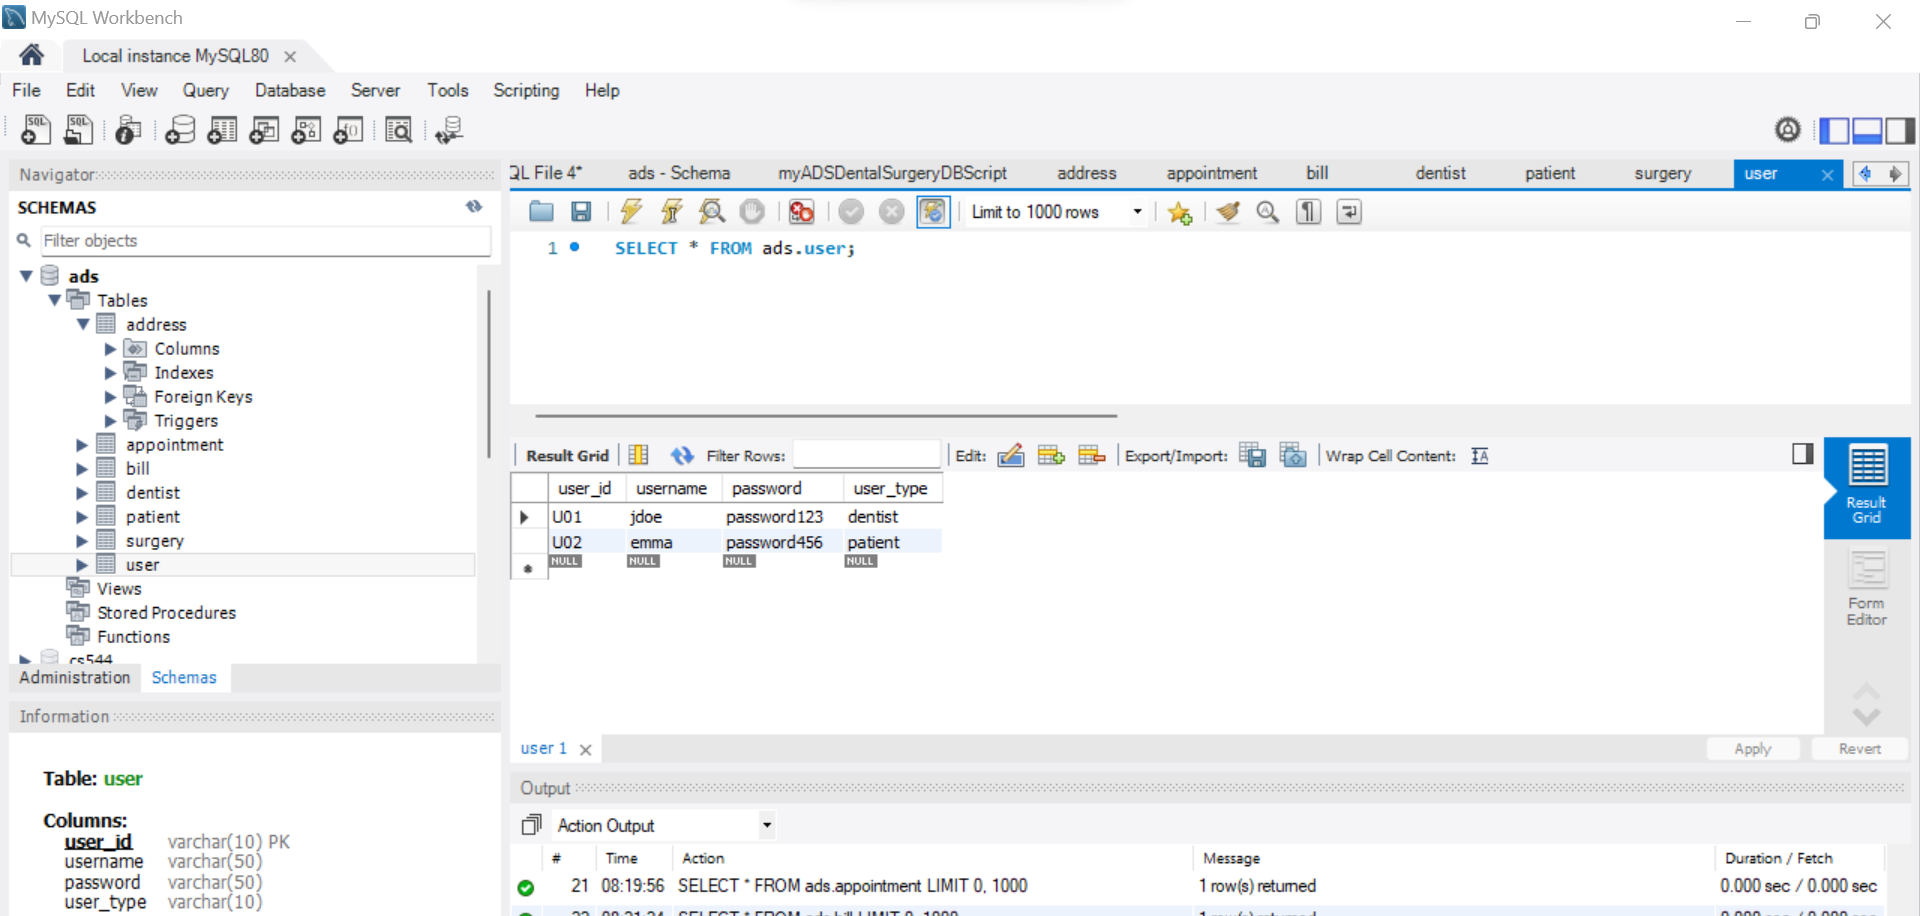 MySQL Workbench
Local instance MySQL80
File Edit View Query Database Server Tools Scripting Help
Navigator
SCHEMAS
Filter objects
ads
Tables
address
Columns
Indexes
Foreign Keys
Triggers
appointment
bill
dentist
patient
surgery
user
Views
Stored Procedures
Functions
cs544
Administration Schemas
Information
Table: user
Columns:
user_id varchar(10) PK
username varchar(50)
password varchar(50)
user_type varchar(10)
QL File 4* ads - Schema myADSDentalSurgeryDBScript address appointment bill dentist patient surgery user
Limit to 1000 rows
1 SELECT * FROM ads.user;
Result Grid Filter Rows: Edit: Export/Import: Wrap Cell Content:
user_id username password user_type
U01 jdoe password123 dentist
U02 emma password456 patient
NULL NULL NULL NULL
Result Grid
Form Editor
user 1 Apply Revert
Output
Action Output
# Time Action Message Duration / Fetch
21 08:19:56 SELECT * FROM ads.appointment LIMIT 0, 1000 1 row(s) returned 0.000 sec / 0.000 sec